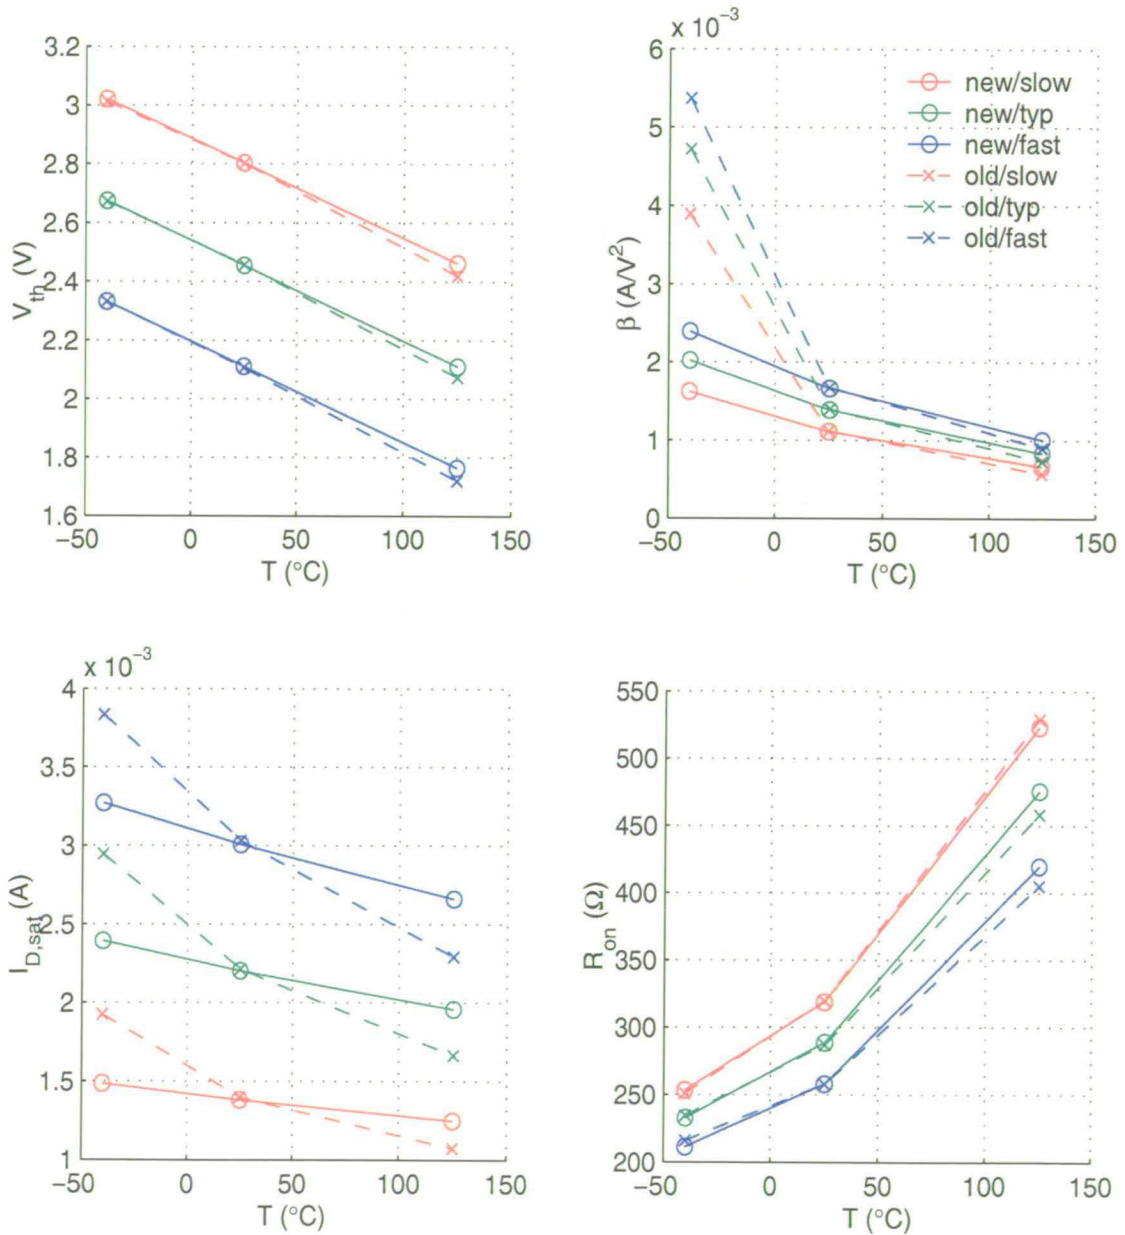 3.2
3
2.8
2.6
2.4
2.2
2
1.8
1.6
V_th (V)
−50 0 50 100 150
T (°C)
x 10^−3
6
5
4
3
2
1
0
β (A/V^2)
new/slow
new/typ
new/fast
old/slow
old/typ
old/fast
−50 0 50 100 150
T (°C)
x 10^−3
4
3.5
3
2.5
2
1.5
1
I_D,sat (A)
−50 0 50 100 150
T (°C)
550
500
450
400
350
300
250
200
R_on (Ω)
−50 0 50 100 150
T (°C)